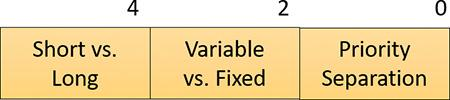 4 2 0
Short vs. Variable Priority
Long vs. Fixed Separation